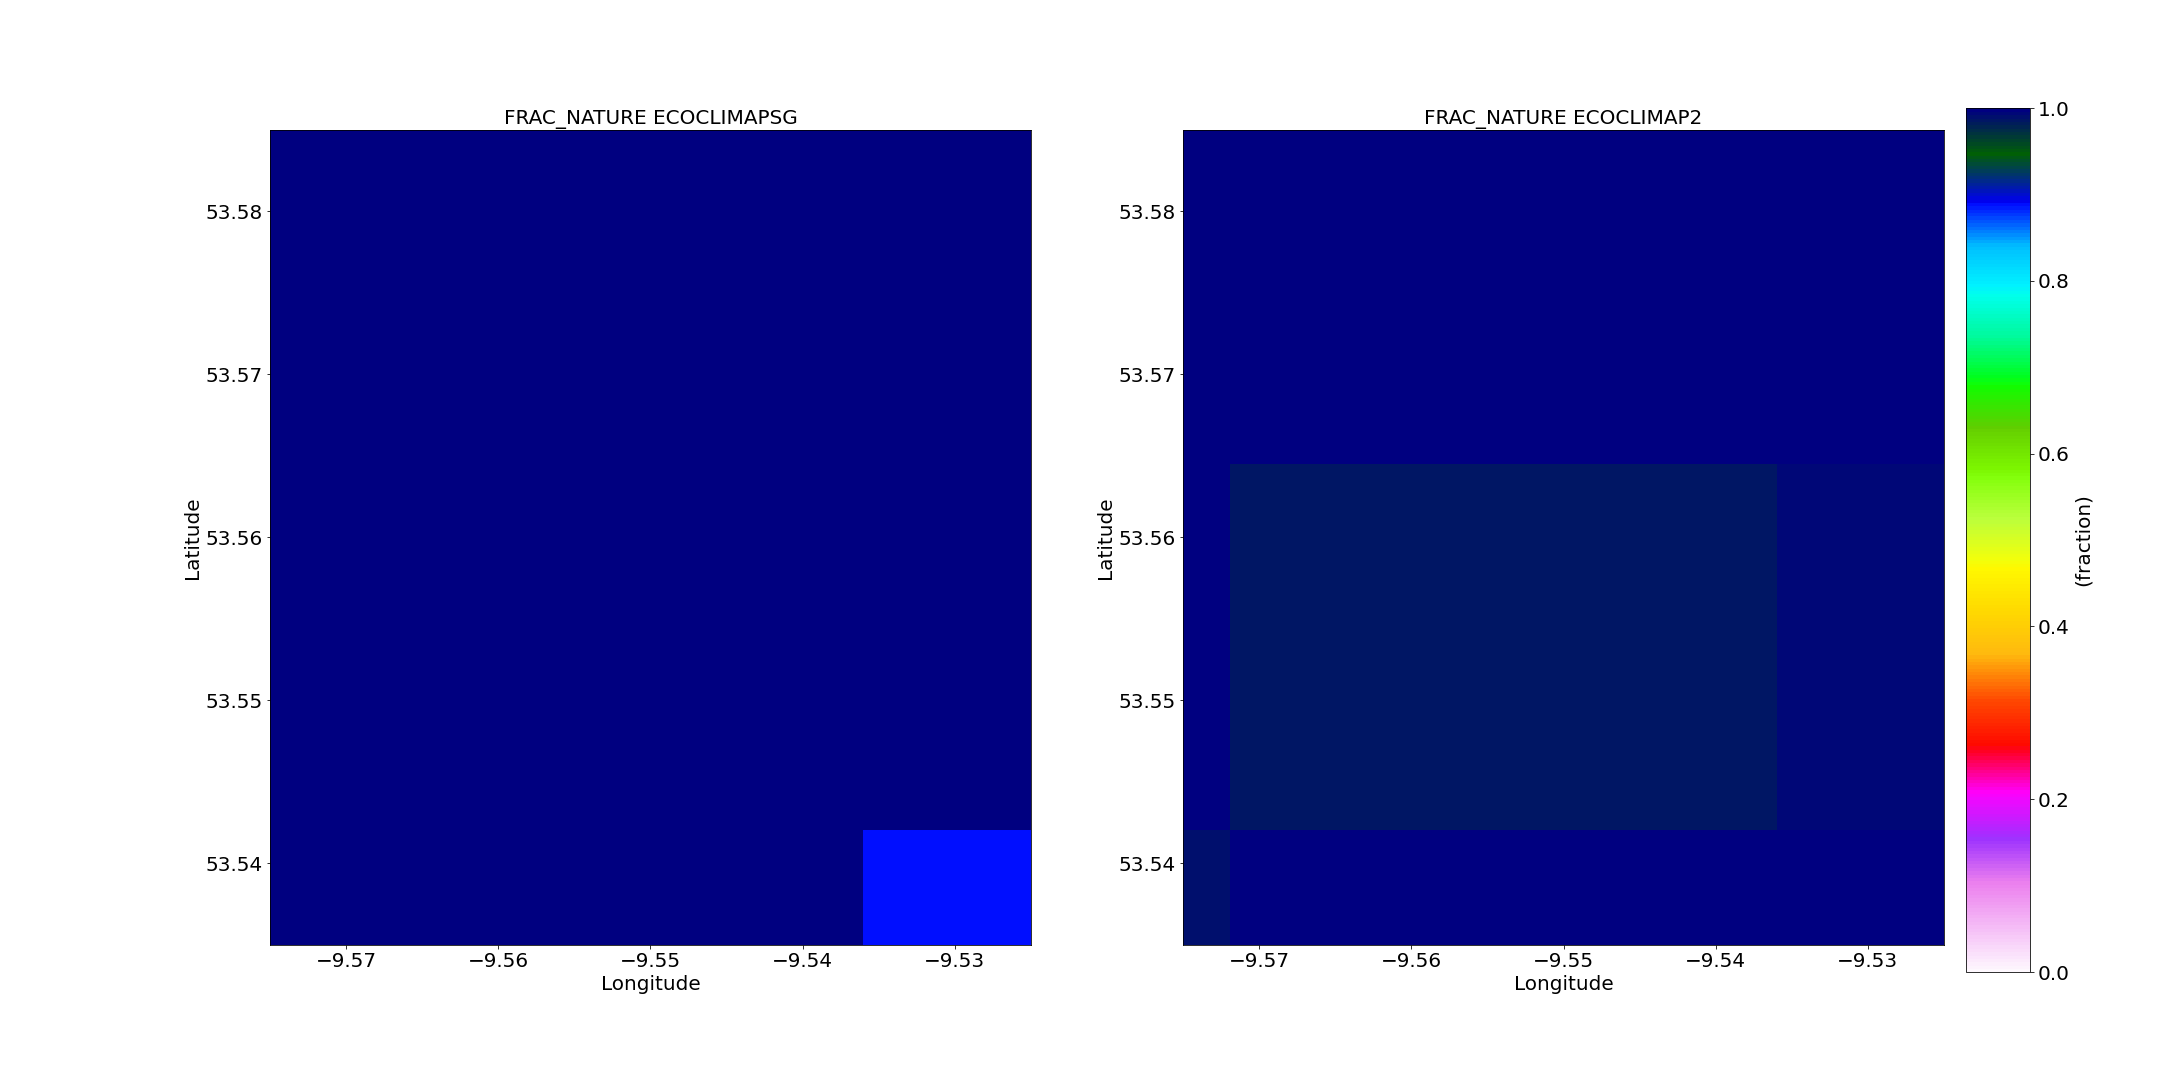 FRAC_NATURE ECOCLIMAPSG
53.58
53.57
53.56
53.55
53.54
Latitude
−9.57 −9.56 −9.55 −9.54 −9.53
Longitude
FRAC_NATURE ECOCLIMAP2
53.58
53.57
53.56
53.55
53.54
Latitude
−9.57 −9.56 −9.55 −9.54 −9.53
Longitude
1.0
0.8
0.6
0.4
0.2
0.0
(fraction)